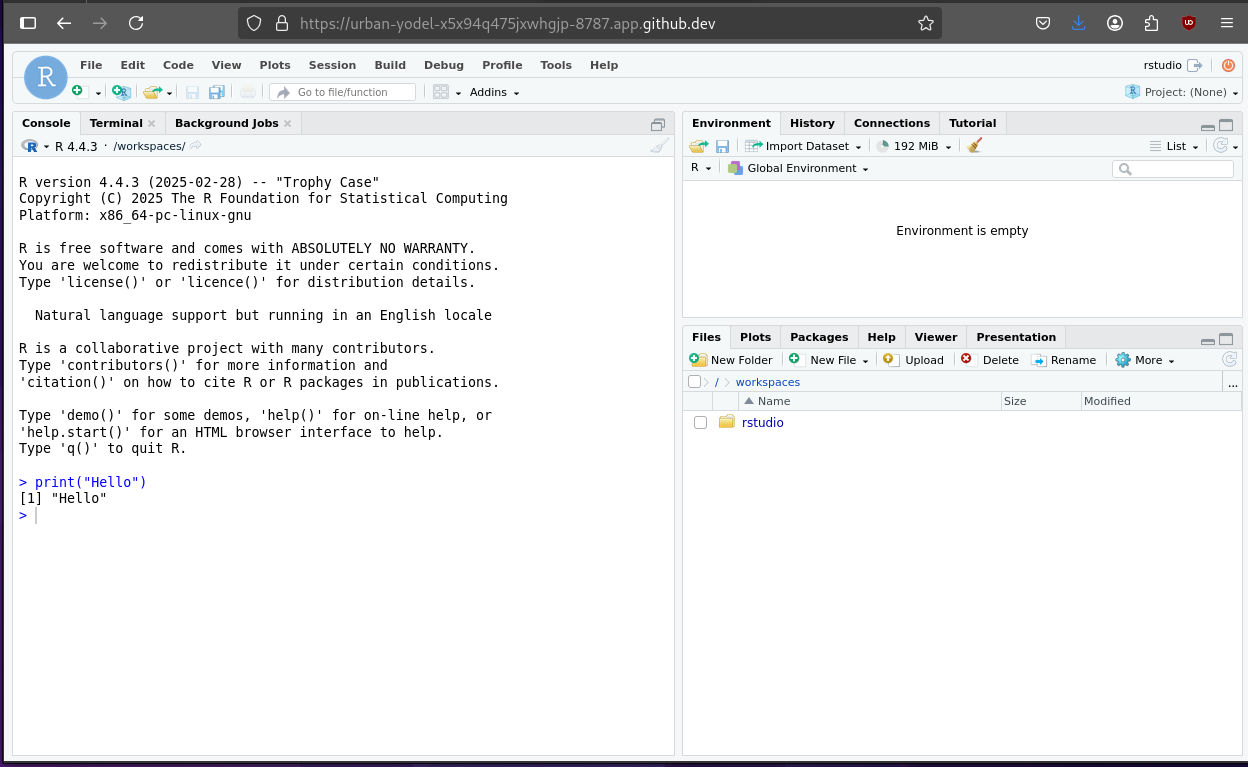 https://urban-yodel-x5x94q475jxwhgjp-8787.app.github.dev
R
File Edit Code View Plots Session Build Debug Profile Tools Help
rstudio
Go to file/function
Addins
Project: (None)
Console Terminal Background Jobs
R 4.4.3 · /workspaces/
R version 4.4.3 (2025-02-28) -- "Trophy Case"
Copyright (C) 2025 The R Foundation for Statistical Computing
Platform: x86_64-pc-linux-gnu
R is free software and comes with ABSOLUTELY NO WARRANTY.
You are welcome to redistribute it under certain conditions.
Type 'license()' or 'licence()' for distribution details.
Natural language support but running in an English locale
R is a collaborative project with many contributors.
Type 'contributors()' for more information and
'citation()' on how to cite R or R packages in publications.
Type 'demo()' for some demos, 'help()' for on-line help, or
'help.start()' for an HTML browser interface to help.
Type 'q()' to quit R.
> print("Hello")
[1] "Hello"
>
Environment History Connections Tutorial
Import Dataset 192 MiB List
R Global Environment
Environment is empty
Files Plots Packages Help Viewer Presentation
New Folder New File Upload Delete Rename More
/ workspaces ...
Name Size Modified
rstudio